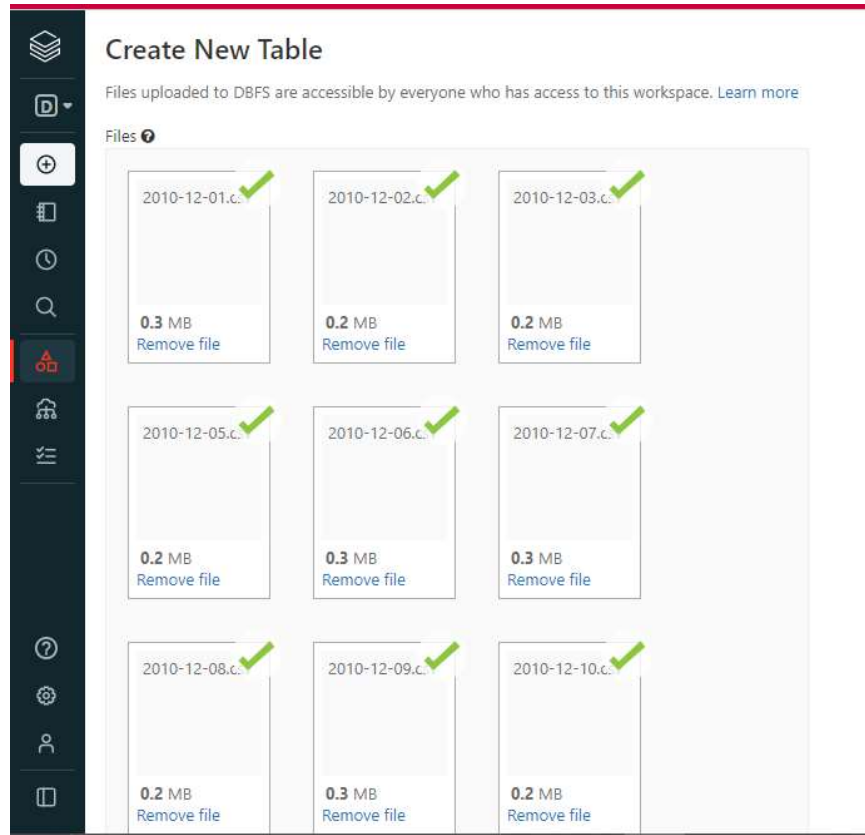 Create New Table
D
Files uploaded to DBFS are accessible by everyone who has access to this workspace. Learn more
Files
2010-12-01.c
2010-12-02.c
2010-12-03.c
0.3 MB
0.2 MB
0.2 MB
Remove file
Remove file
Remove file
2010-12-05.c
2010-12-06.c
2010-12-07.c
0.2 MB
0.3 MB
0.3 MB
Remove file
Remove file
Remove file
2010-12-08.c
2010-12-09.c
2010-12-10.c
0.2 MB
0.3 MB
0.2 MB
Remove file
Remove file
Remove file